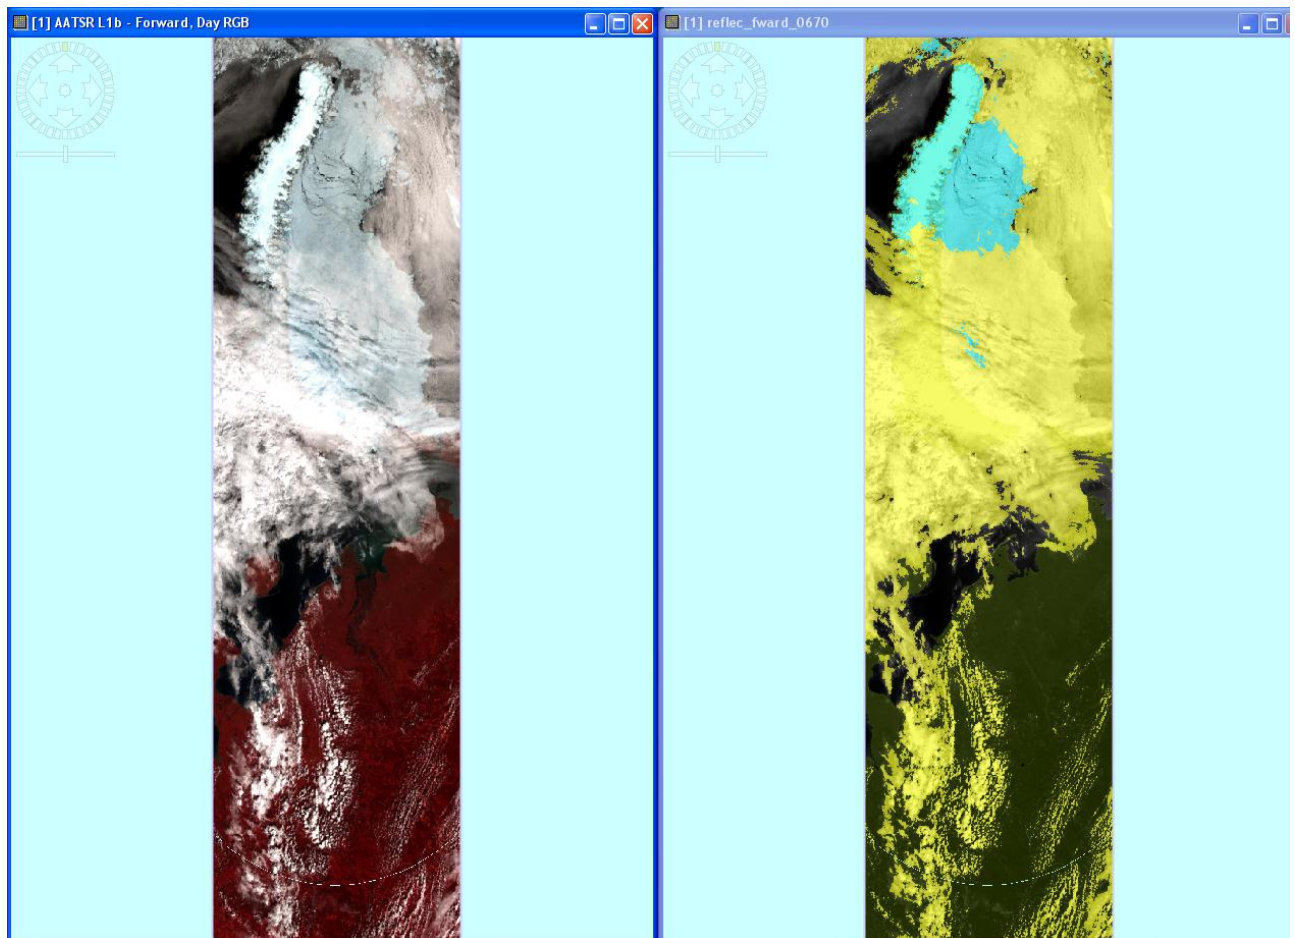 [1] AATSR L1b - Forward, Day RGB
[1] reflec_fward_0670